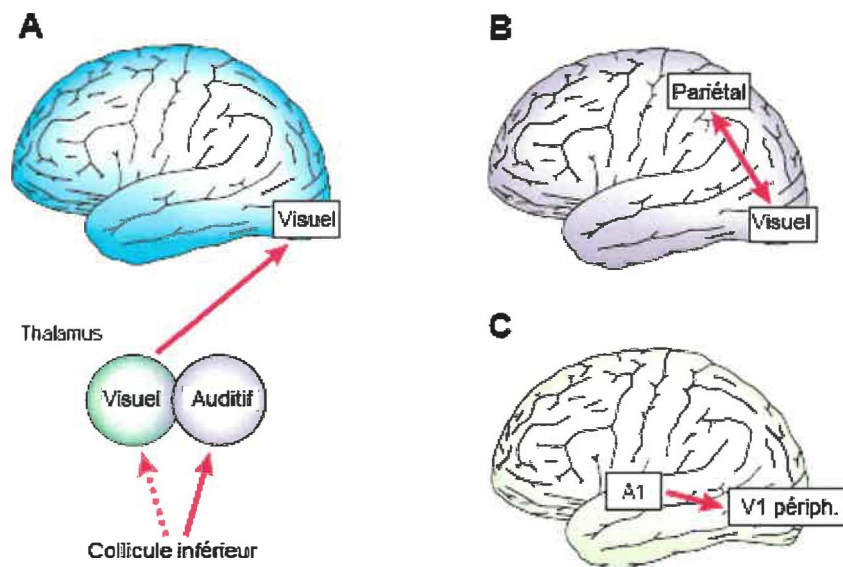 A
Visuel
Thalamus
Visuel
Auditif
Collicule inférieur
B
Pariétal
Visuel
C
A1
V1 périph.